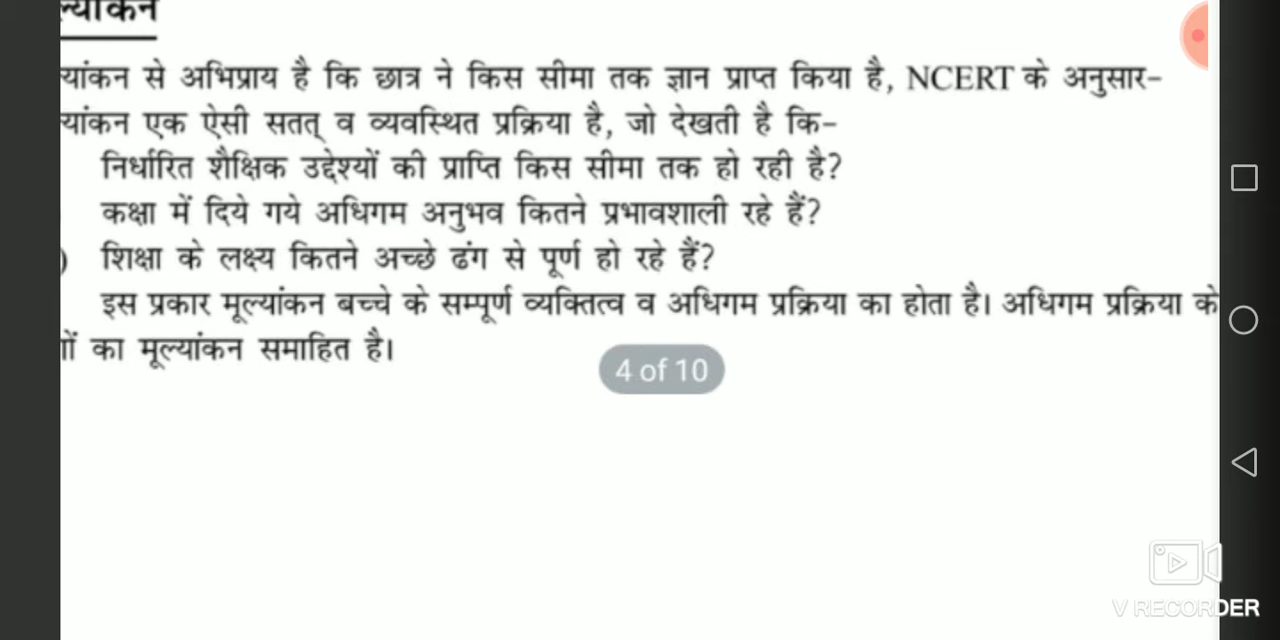 ल्यांकन
यांकन से अभिप्राय है कि छात्र ने किस सीमा तक ज्ञान प्राप्त किया है, NCERT के अनुसार-
यांकन एक ऐसी सतत् व व्यवस्थित प्रक्रिया है, जो देखती है कि-
निर्धारित शैक्षिक उद्देश्यों की प्राप्ति किस सीमा तक हो रही है?
कक्षा में दिये गये अधिगम अनुभव कितने प्रभावशाली रहे हैं?
) शिक्षा के लक्ष्य कितने अच्छे ढंग से पूर्ण हो रहे हैं?
इस प्रकार मूल्यांकन बच्चे के सम्पूर्ण व्यक्तित्व व अधिगम प्रक्रिया का होता है। अधिगम प्रक्रिया के
गों का मूल्यांकन समाहित है।
4 of 10
V RECORDER